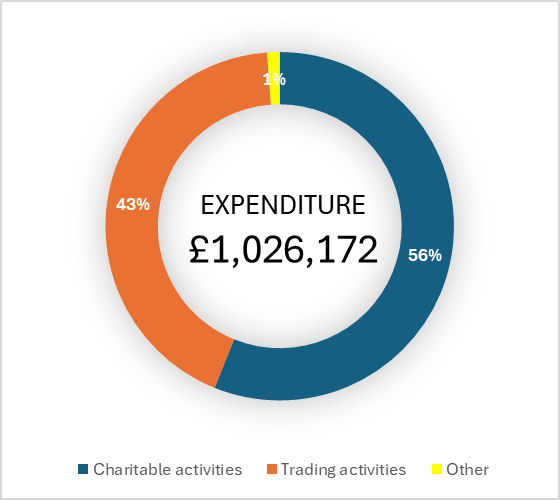 1%
43%
EXPENDITURE
£1,026,172
56%
Charitable activities
Trading activities
Other